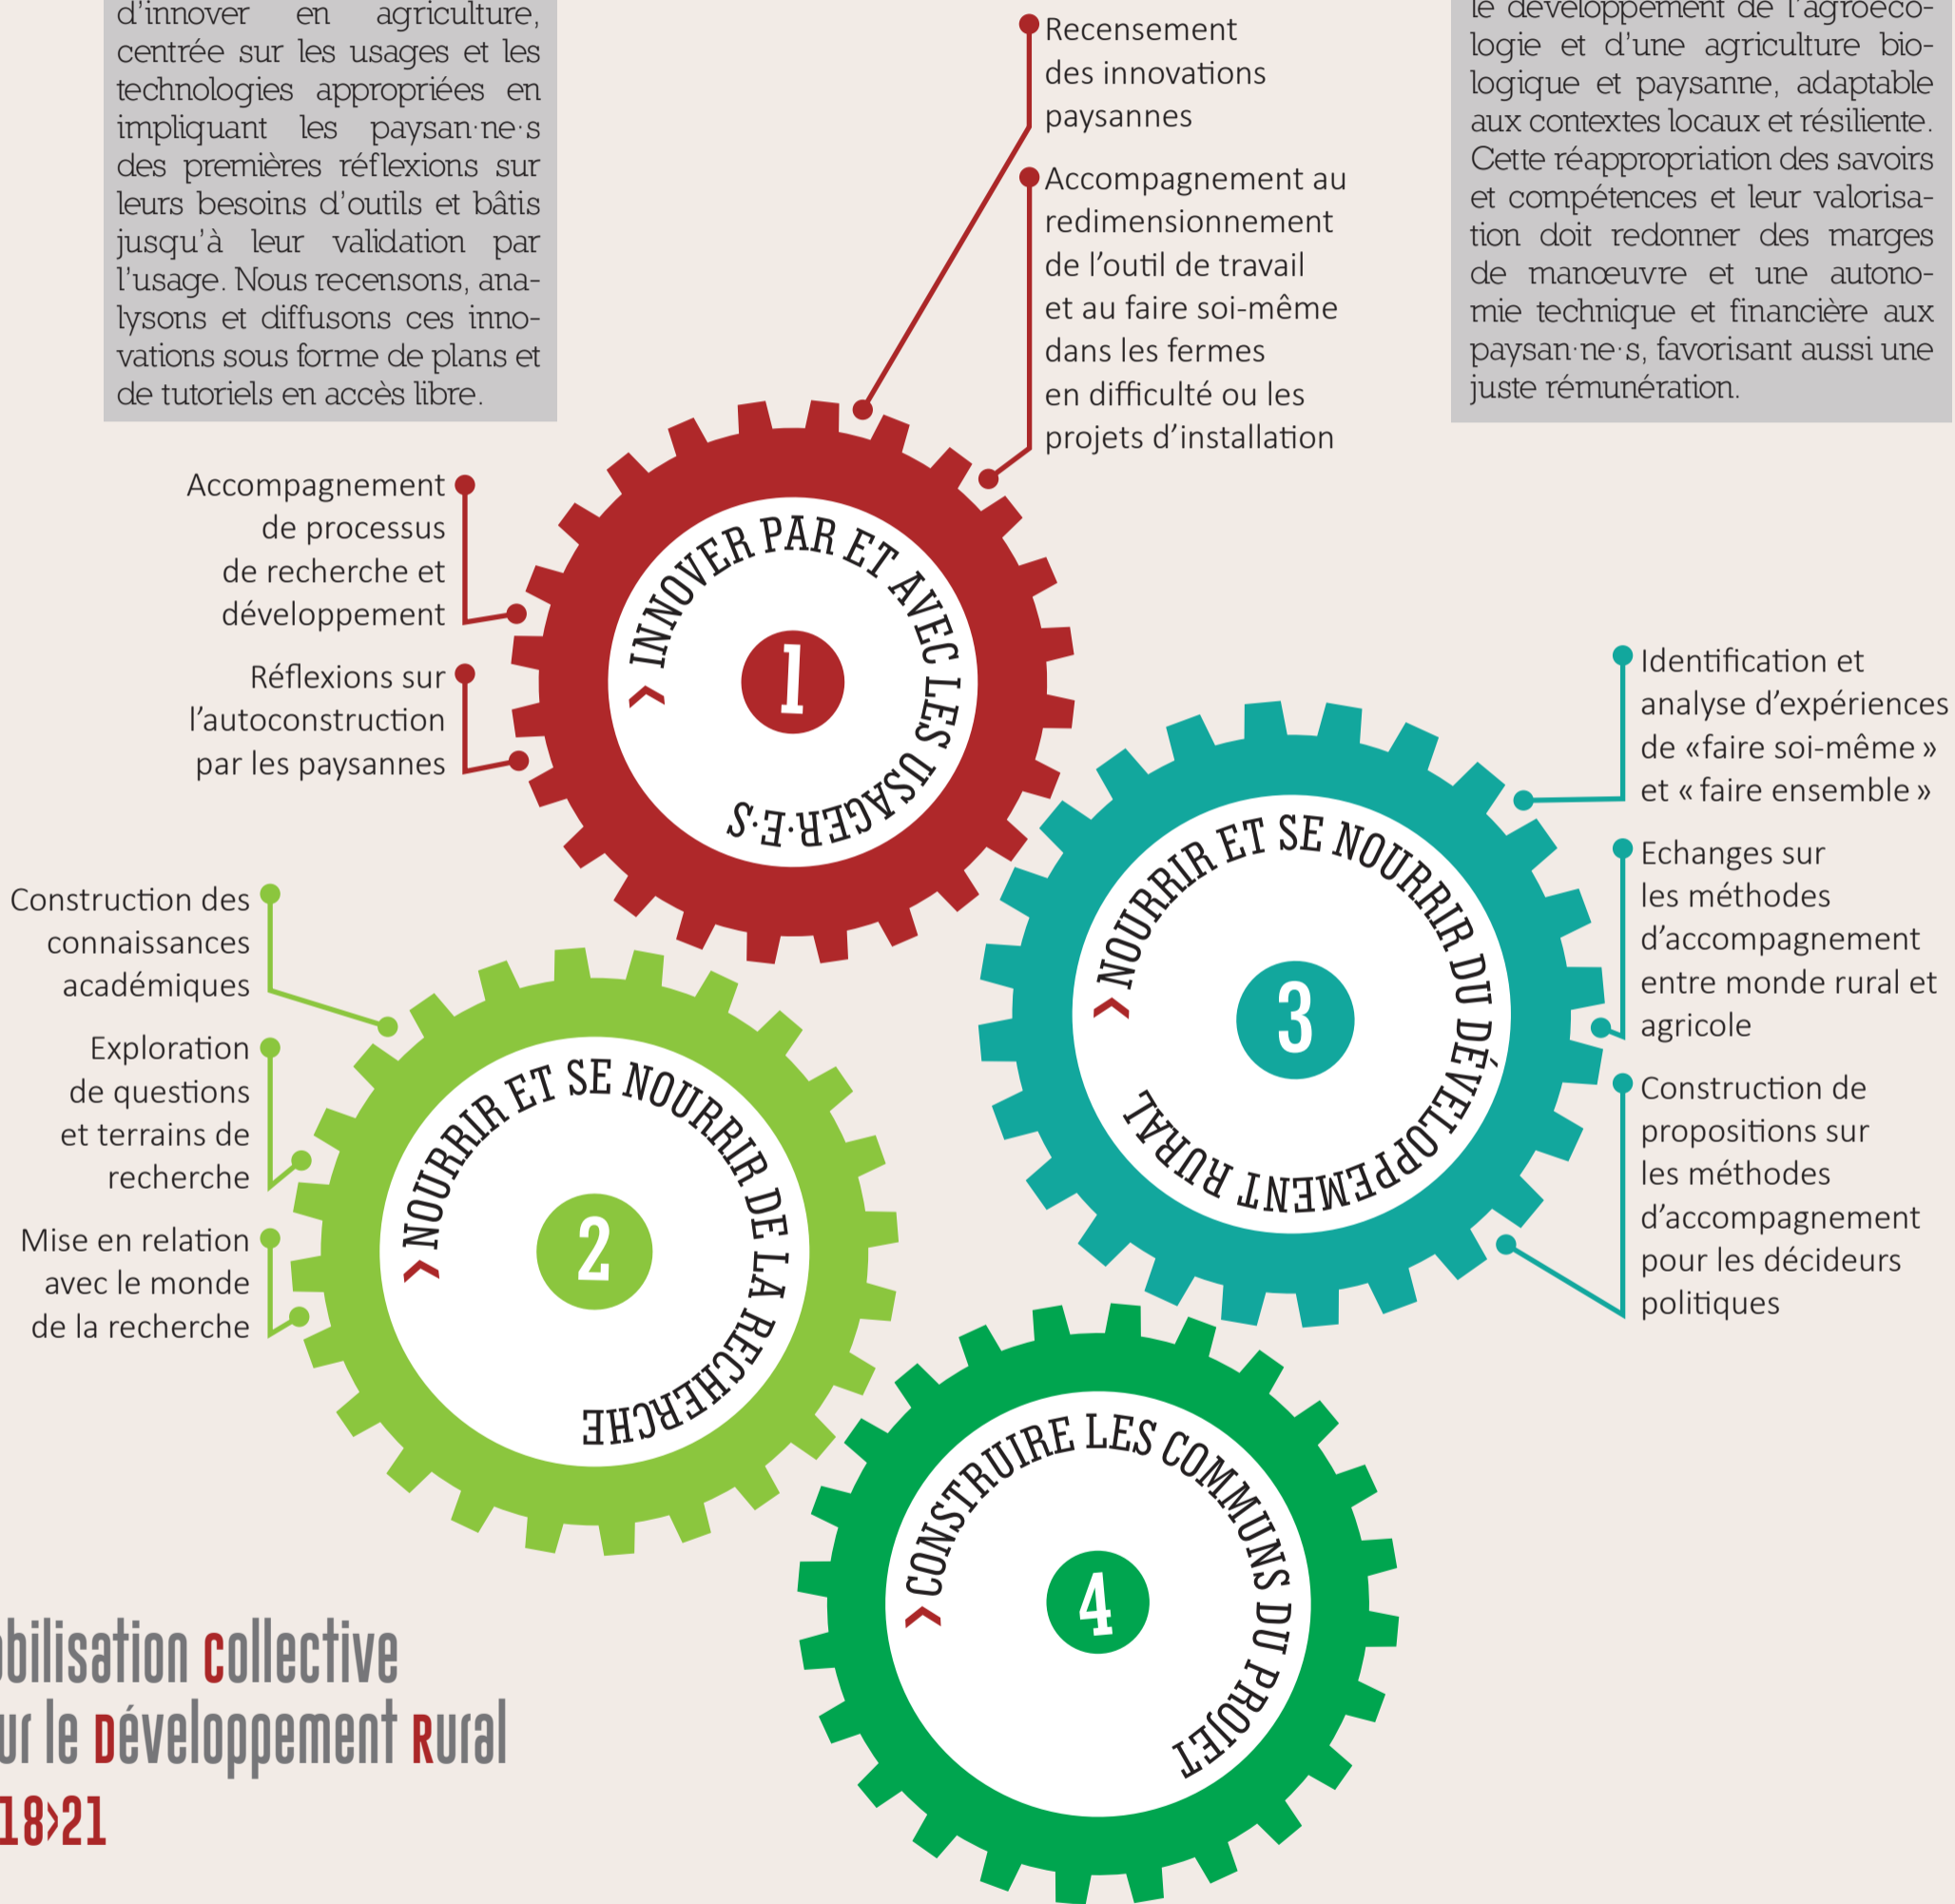 d'innover en agriculture,
centrée sur les usages et les
technologies appropriées en
impliquant les paysan·ne·s
des premières réflexions sur
leurs besoins d'outils et bâtis
jusqu'à leur validation par
l'usage. Nous recensons, ana-
lysons et diffusons ces inno-
vations sous forme de plans et
de tutoriels en accès libre.
Recensement
des innovations
paysannes
Accompagnement au
redimensionnement
de l'outil de travail
et au faire soi-même
dans les fermes
en difficulté ou les
projets d'installation
le développement de l'agroéco-
logie et d'une agriculture bio-
logique et paysanne, adaptable
aux contextes locaux et résiliente.
Cette réappropriation des savoirs
et compétences et leur valorisa-
tion doit redonner des marges
de manœuvre et une autono-
mie technique et financière aux
paysan·ne·s, favorisant aussi une
juste rémunération.
Accompagnement
de processus
de recherche et
développement
Réflexions sur
l'autoconstruction
par les paysannes
> INNOVER PAR ET AVEC LES USAGER·E·S
1
Construction des
connaissances
académiques
Exploration
de questions
et terrains de
recherche
Mise en relation
avec le monde
de la recherche
> NOURRIR ET SE NOURRIR DE LA RECHERCHE
2
> NOURRIR ET SE NOURRIR DU DÉVELOPPEMENT RURAL
3
Identification et
analyse d'expériences
de «faire soi-même »
et « faire ensemble »
Echanges sur
les méthodes
d'accompagnement
entre monde rural et
agricole
Construction de
propositions sur
les méthodes
d'accompagnement
pour les décideurs
politiques
> CONSTRUIRE LES COMMUNS DU PROJET
4
obilisation collective
ur le Développement Rural
18>21